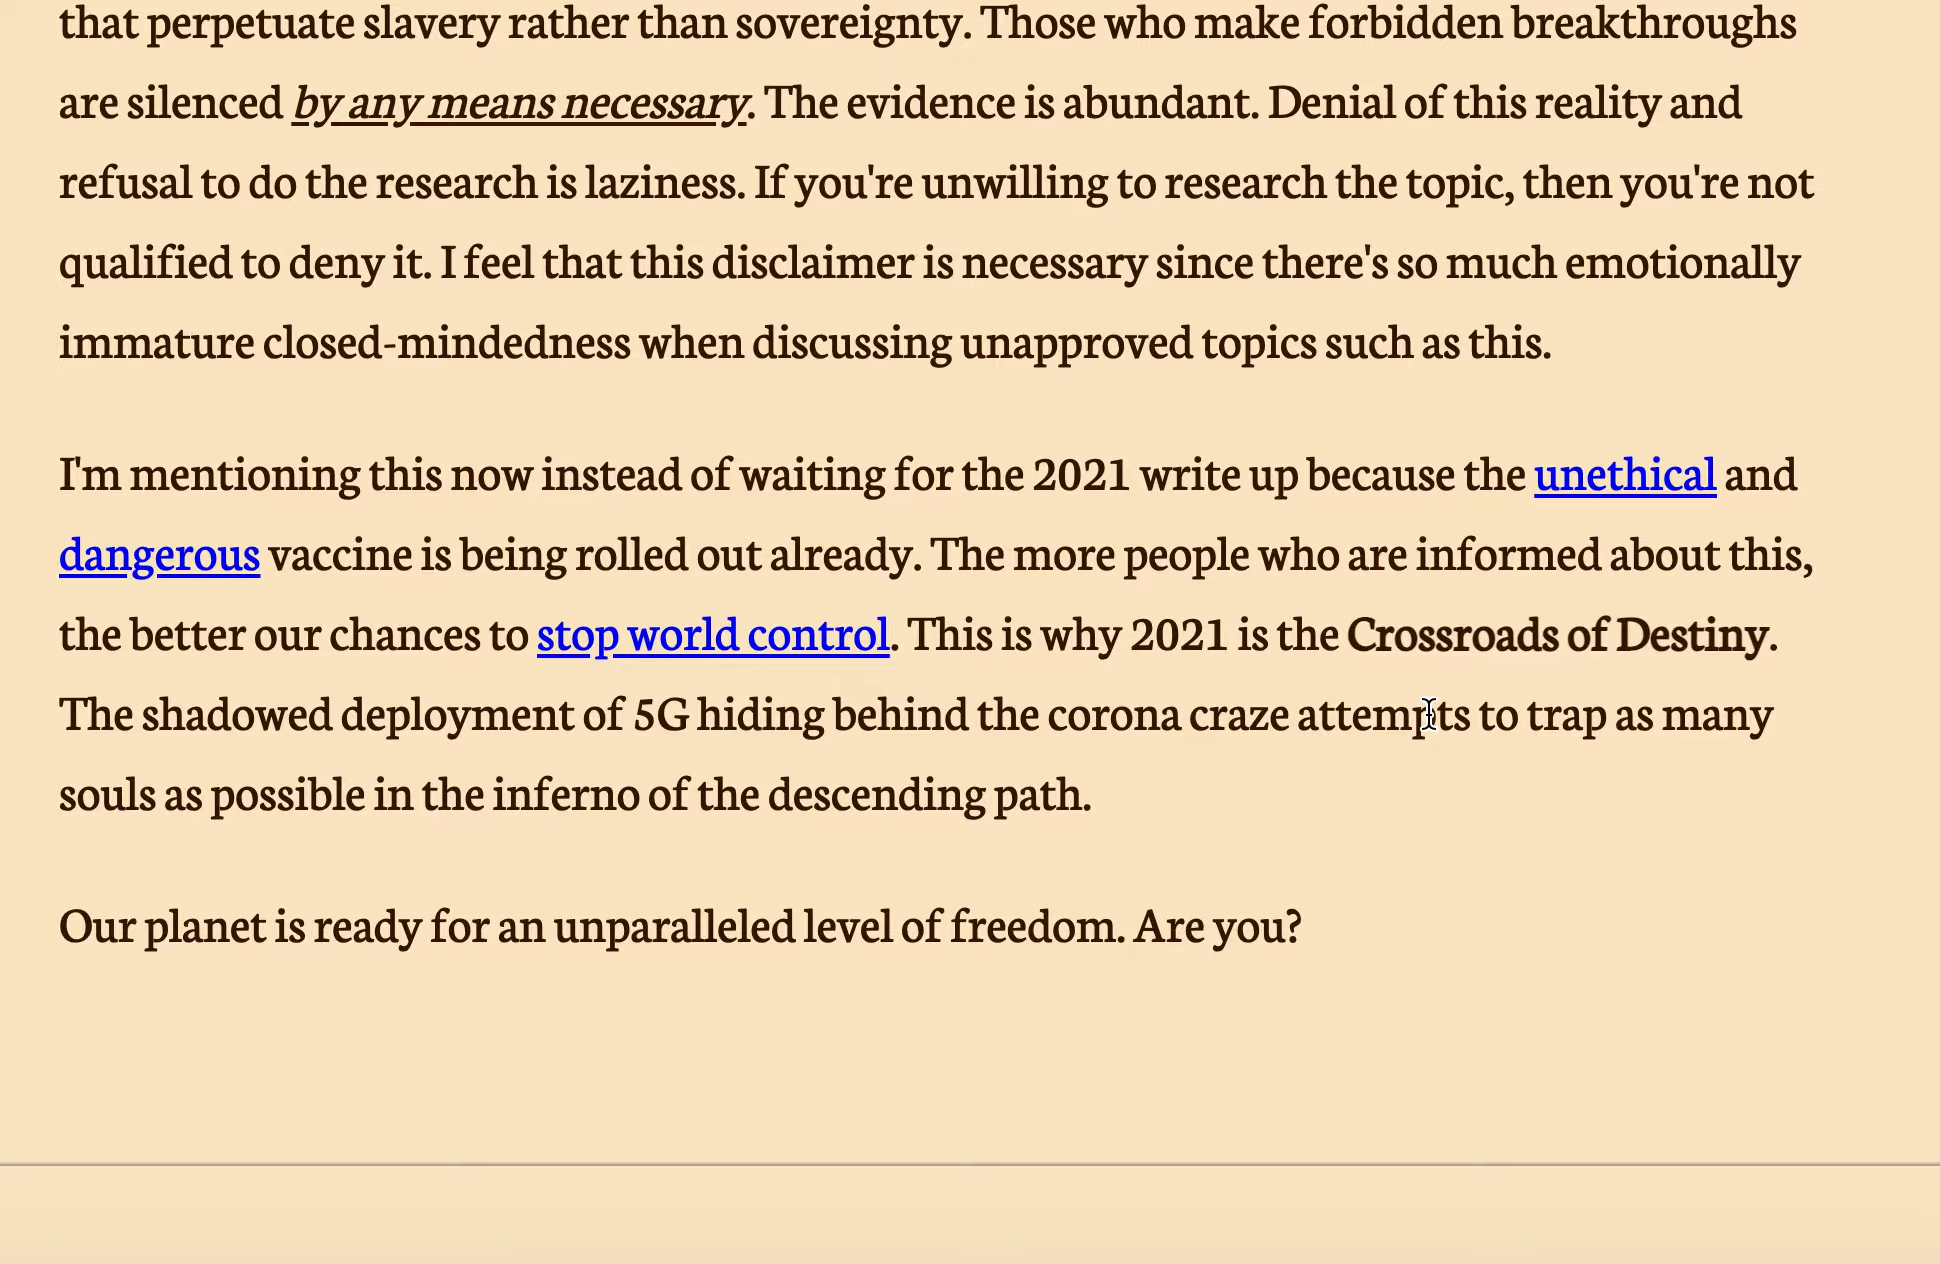 that perpetuate slavery rather than sovereignty. Those who make forbidden breakthroughs
are silenced by any means necessary. The evidence is abundant. Denial of this reality and
refusal to do the research is laziness. If you're unwilling to research the topic, then you're not
qualified to deny it. I feel that this disclaimer is necessary since there's so much emotionally
immature closed-mindedness when discussing unapproved topics such as this.
I'm mentioning this now instead of waiting for the 2021 write up because the unethical and
dangerous vaccine is being rolled out already. The more people who are informed about this,
the better our chances to stop world control. This is why 2021 is the Crossroads of Destiny.
The shadowed deployment of 5G hiding behind the corona craze attempts to trap as many
souls as possible in the inferno of the descending path.
Our planet is ready for an unparalleled level of freedom. Are you?